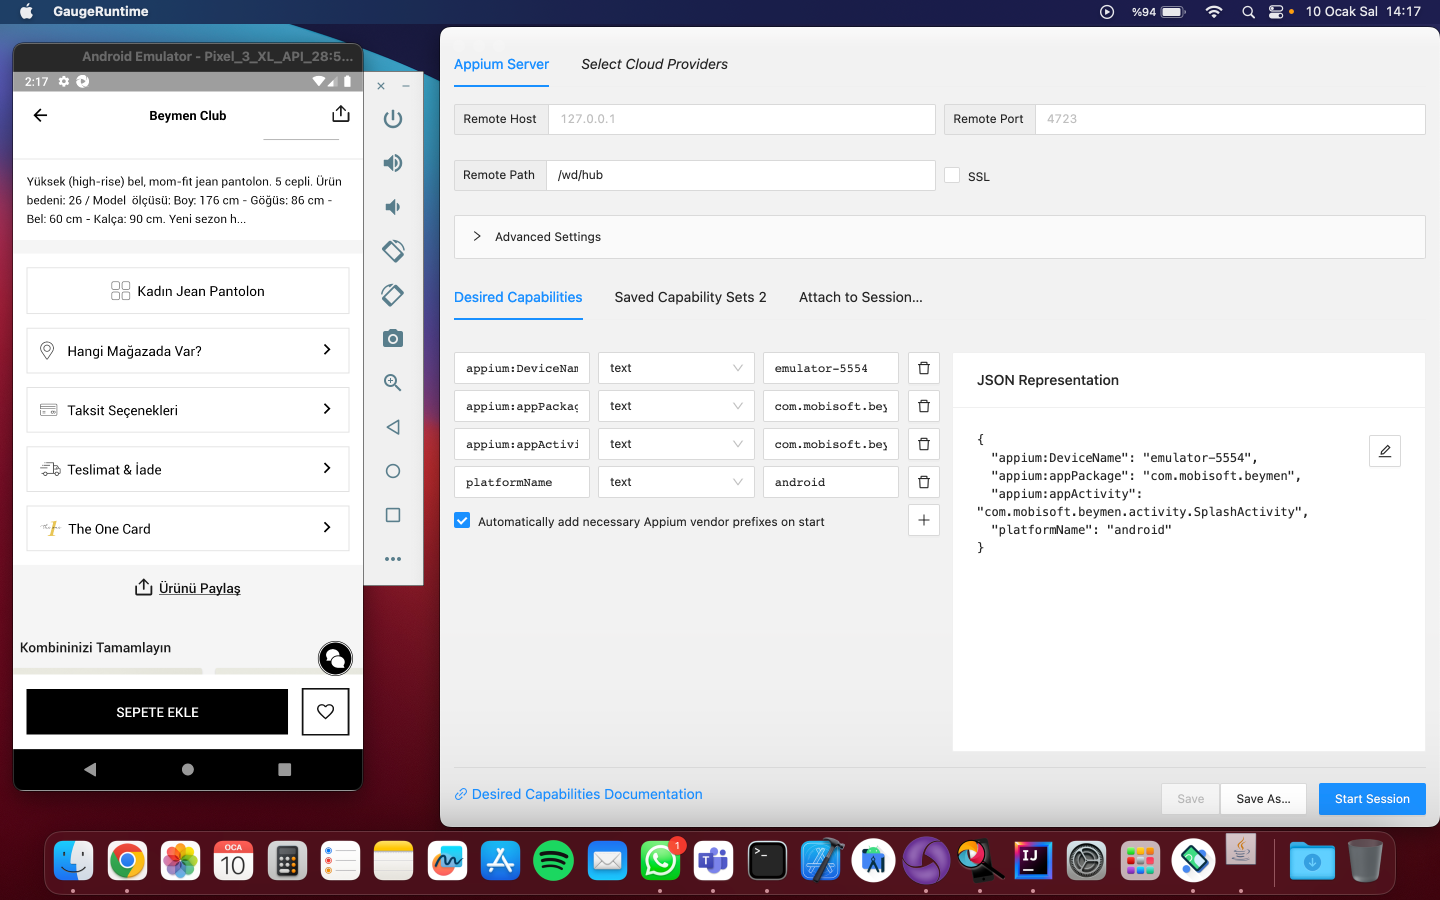 GaugeRuntime
%94
10 Ocak Sal 14:17
Android Emulator - Pixel_3_XL_API_28:5...
2:17
Beymen Club
Yüksek (high-rise) bel, mom-fit jean pantolon. 5 cepli. Ürün
bedeni: 26 / Model ölçüsü: Boy: 176 cm - Göğüs: 86 cm -
Bel: 60 cm - Kalça: 90 cm. Yeni sezon h...
Kadın Jean Pantolon
Hangi Mağazada Var?
Taksit Seçenekleri
Teslimat & İade
The One Card
Ürünü Paylaş
Kombininizi Tamamlayın
SEPETE EKLE
Appium Server
Select Cloud Providers
Remote Host
127.0.0.1
Remote Port
4723
Remote Path
/wd/hub
SSL
Advanced Settings
Desired Capabilities
Saved Capability Sets 2
Attach to Session...
appium:DeviceNam
text
emulator-5554
appium:appPackag
text
com.mobisoft.bey
appium:appActivi
text
com.mobisoft.bey
platformName
text
android
Automatically add necessary Appium vendor prefixes on start
JSON Representation
{
"appium:DeviceName": "emulator-5554",
"appium:appPackage": "com.mobisoft.beymen",
"appium:appActivity":
"com.mobisoft.beymen.activity.SplashActivity",
"platformName": "android"
}
Desired Capabilities Documentation
Save
Save As...
Start Session
OCA
10
1
IJ